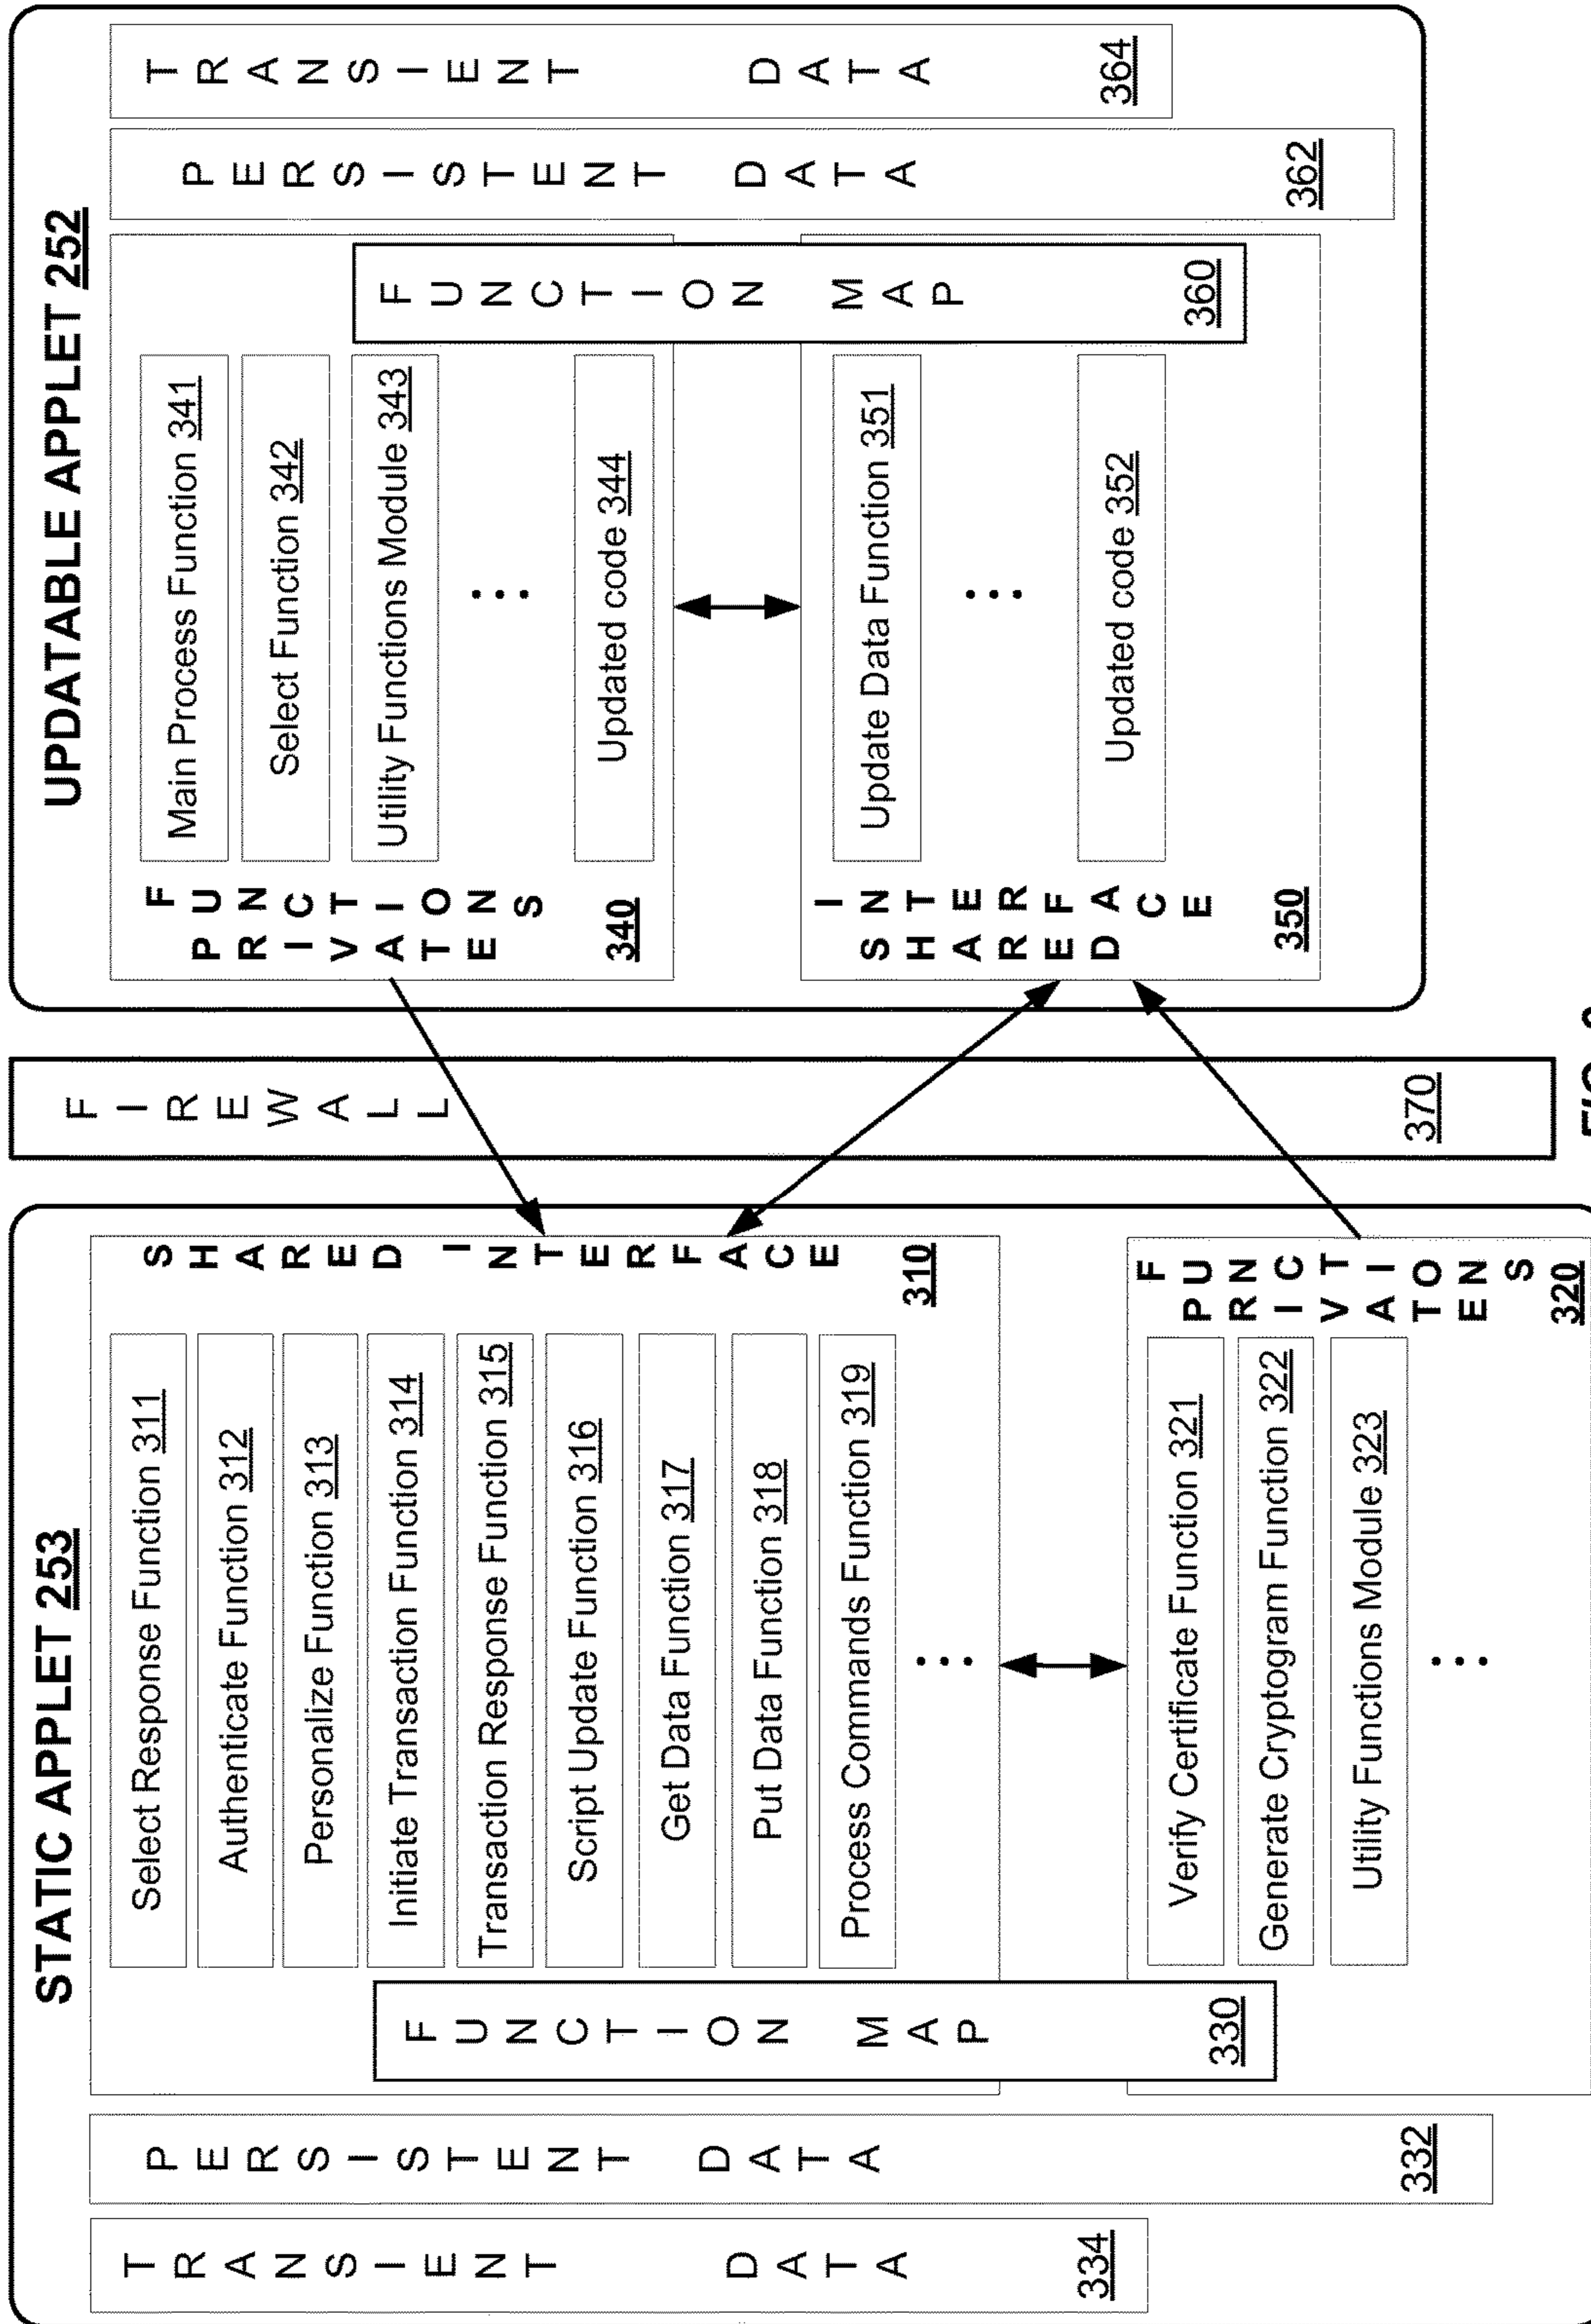 STATIC APPLET 253
TRANSIENT DATA
334
PERSISTENT DATA
332
FUNCTION MAP
330
Select Response Function 311
Authenticate Function 312
Personalize Function 313
Initiate Transaction Function 314
Transaction Response Function 315
Script Update Function 316
Get Data Function 317
Put Data Function 318
Process Commands Function 319
SHARED INTERFACE
310
Verify Certificate Function 321
Generate Cryptogram Function 322
Utility Functions Module 323
PRIVATE FUNCTIONS
320
FIREWALL
370
UPDATABLE APPLET 252
PRIVATE FUNCTIONS
340
Main Process Function 341
Select Function 342
Utility Functions Module 343
Updated code 344
SHARED INTERFACE
350
Update Data Function 351
Updated code 352
FUNCTION MAP
360
PERSISTENT DATA
362
TRANSIENT DATA
364